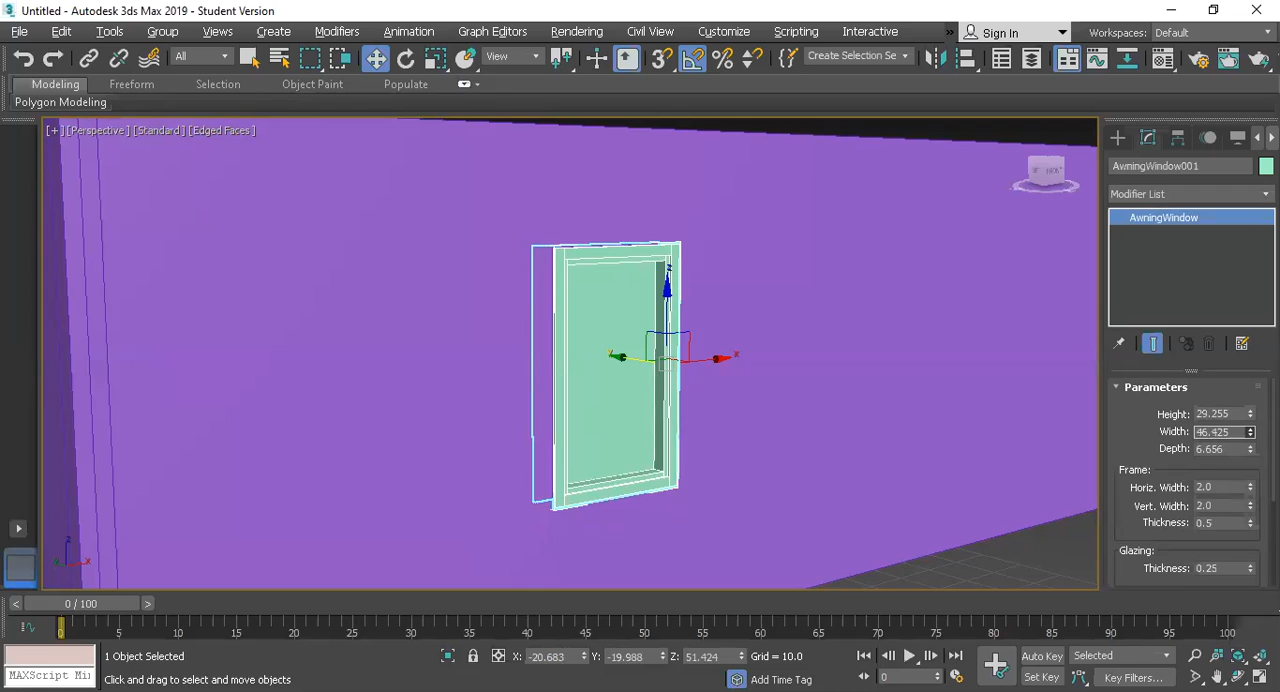 Untitled - Autodesk 3ds Max 2019 - Student Version
File Edit Tools Group Views Create Modifiers Animation Graph Editors Rendering Civil View Customize Scripting Interactive » Sign In Workspaces: Default
All View Create Selection Se
Modeling Freeform Selection Object Paint Populate
Polygon Modeling
[+] [Perspective] [Standard] [Edged Faces]
AwningWindow001
Modifier List
AwningWindow
z
x
Parameters
Height: 29.255
Width: 46.425
Depth: 6.656
Frame:
Horiz. Width: 2.0
Vert. Width: 2.0
Thickness: 0.5
Glazing:
Thickness: 0.25
z
x
< 0 / 100 >
0 5 10 15 20 25 30 35 40 45 50 55 60 65 70 75 80 85 90 95 100
1 Object Selected X: -20.683 Y: -19.988 Z: 51.424 Grid = 10.0 Auto Key Selected
MAXScript Mi Click and drag to select and move objects Add Time Tag 0 Set Key Key Filters...